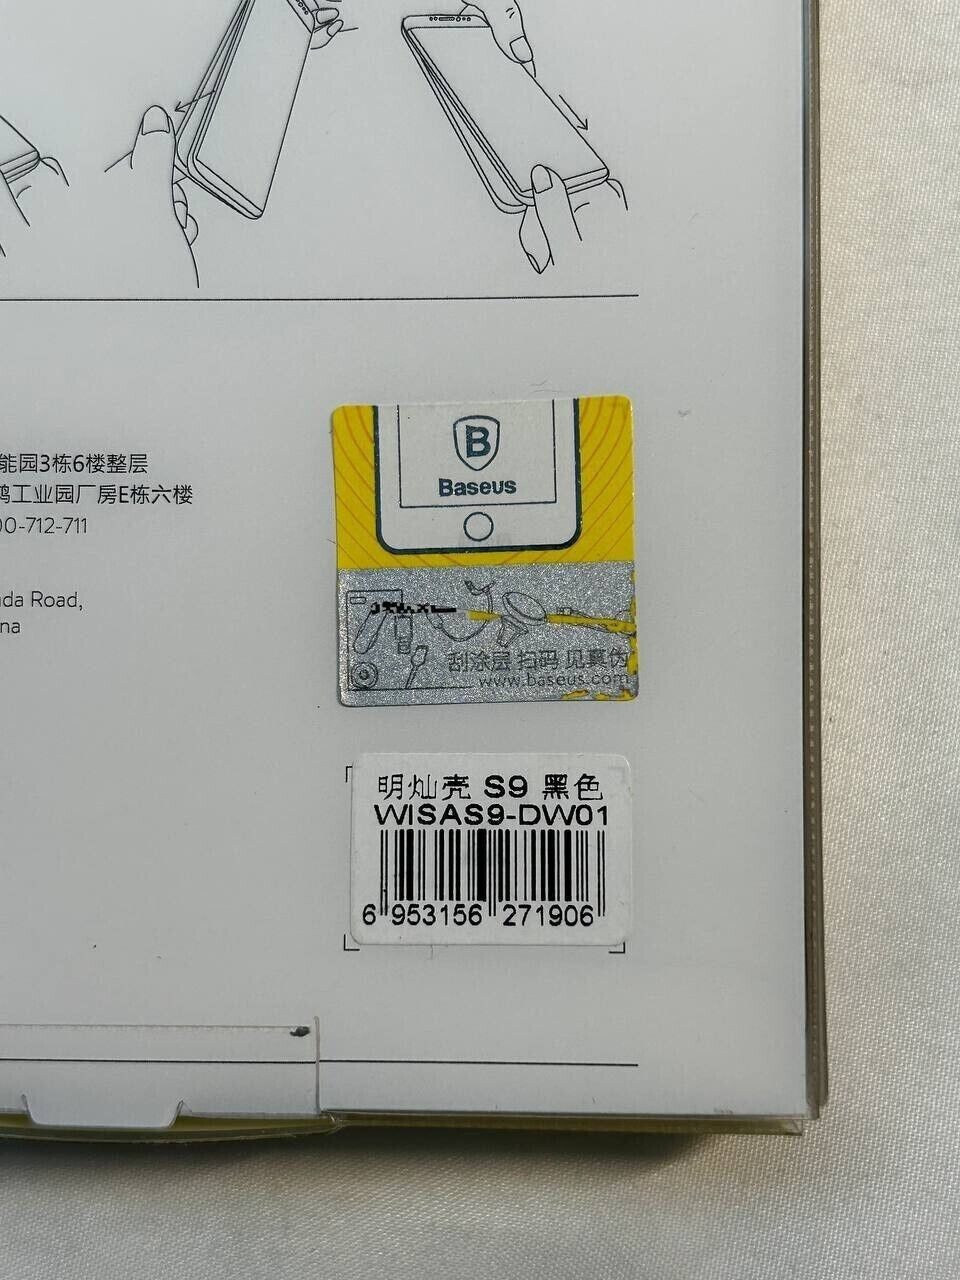 能园3栋6楼整层
鸿工业园厂房E栋六楼
00-712-711
da Road,
na
B
Baseus
刮涂层 扫码 见真伪
www.baseus.com
明灿壳 S9 黑色
WISAS9-DW01
6 953156 271906